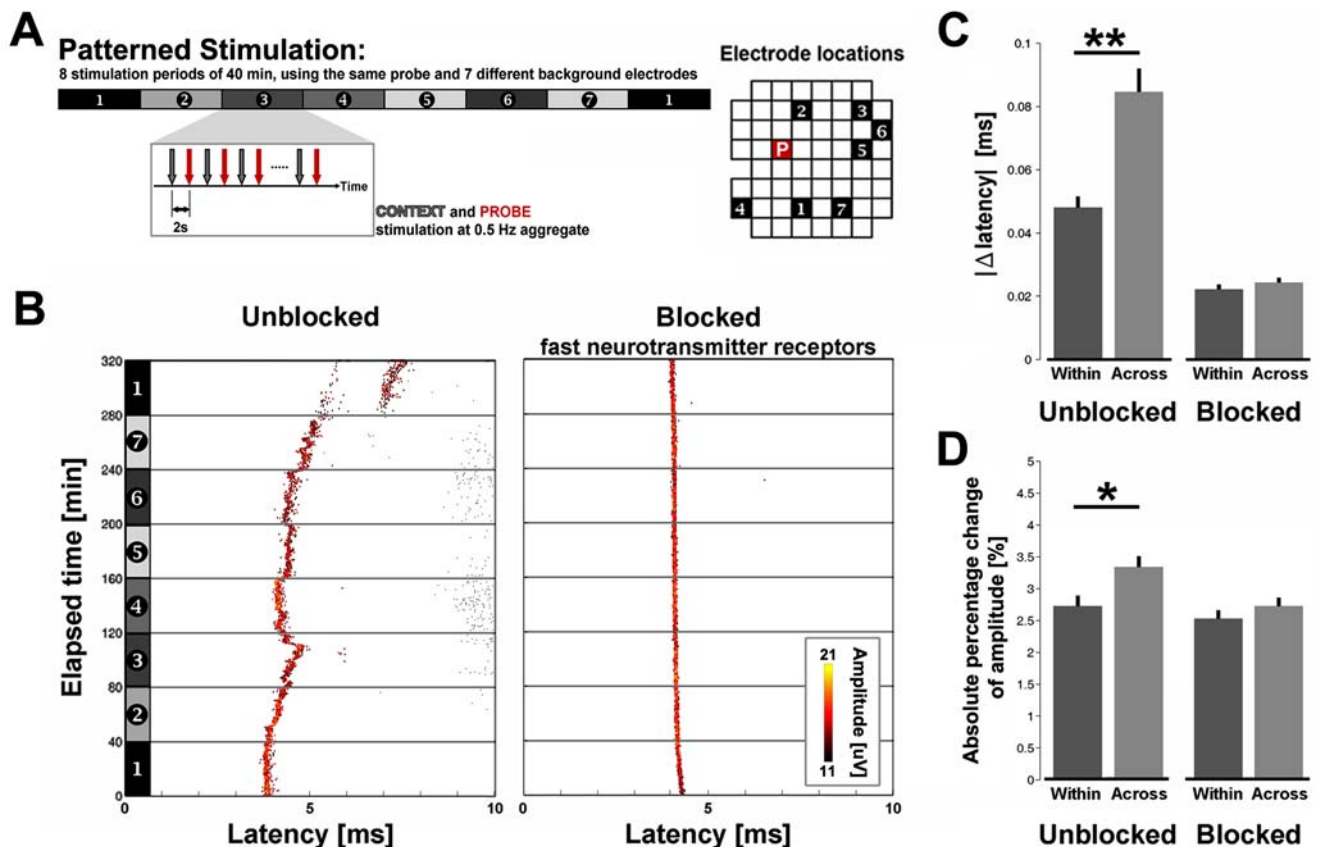 A
Patterned Stimulation:
8 stimulation periods of 40 min, using the same probe and 7 different background electrodes
1 2 3 4 5 6 7 1
Time
2s
CONTEXT and PROBE
stimulation at 0.5 Hz aggregate
Electrode locations
2 3
6
P 5
4 1 7
B
Unblocked
Blocked
fast neurotransmitter receptors
Elapsed time [min]
320
280
240
200
160
120
80
40
0
1
7
6
5
4
3
2
1
0 5 10
Latency [ms]
0 5 10
Latency [ms]
21
11
Amplitude [uV]
C
|Δ latency| [ms]
0.1
0.08
0.06
0.04
0.02
0
**
Within Across Within Across
Unblocked Blocked
D
Absolute percentage change
of amplitude [%]
5
4.5
4
3.5
3
2.5
2
1.5
1
0.5
0
*
Within Across Within Across
Unblocked Blocked